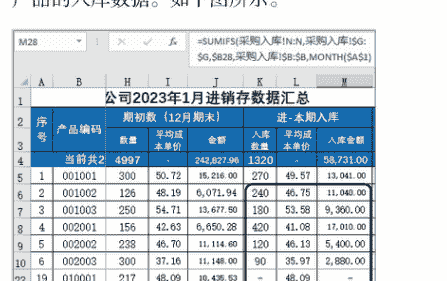 产品的入库数据。如下图所示。
M28 fx =SUMIFS(采购入库!N:N,采购入库!$G:
$G,$B28,采购入库!$B:$B,MONTH($A$1)
A B H I J K L M
1 公司2023年1月进销存数据汇总
2 序号 产品编码 期初数（12月期末） 进-本期入库
3 数量 平均成本单价 金额 入库数量 平均成本单价 入库金额
4 当前共2 4997 - 242,827.96 1320 - 58,731.00
5 1 001001 300 50.72 15,216.00 270 49.57 13,041.00
6 2 001002 126 48.19 6,071.94 240 46.75 11,040.00
7 3 001003 250 54.71 13,677.50 180 53.58 9,360.00
8 4 002001 156 42.63 6,650.28 420 41.08 17,010.00
9 5 002002 238 46.70 11,114.60 120 46.13 5,400.00
10 6 002003 300 37.16 11,148.00 90 35.97 2,880.00
19 010001 217 48.09 10,435.53 - 48.09 -